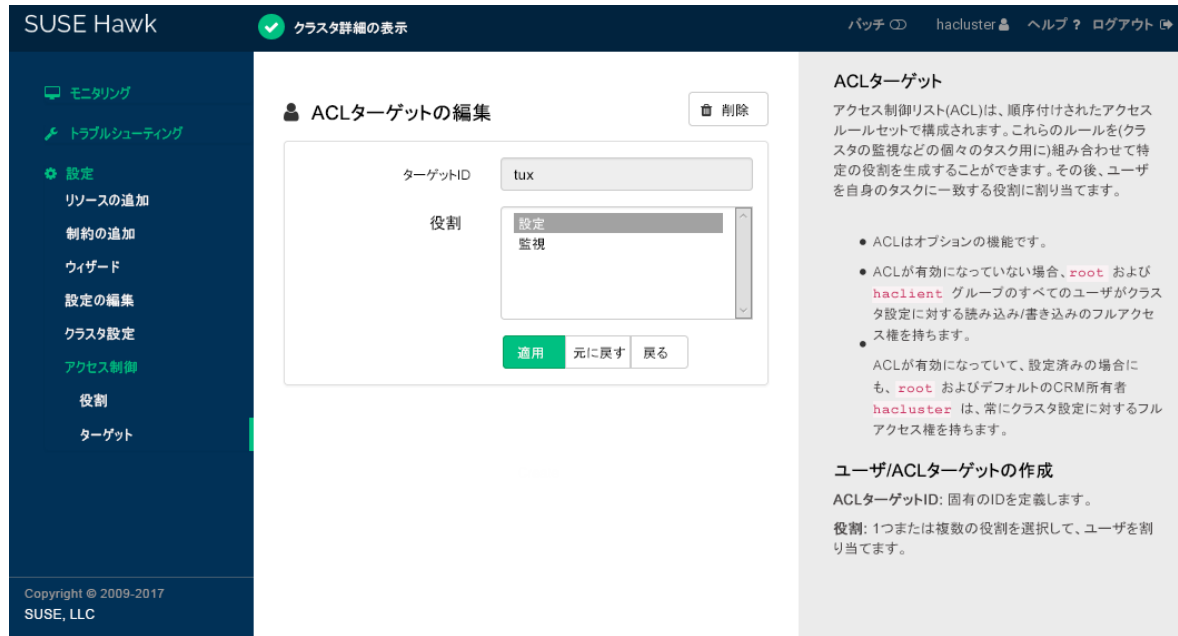 SUSE Hawk
クラスタ詳細の表示
バッチ
hacluster
ヘルプ ?
ログアウト
モニタリング
トラブルシューティング
設定
リソースの追加
制約の追加
ウィザード
設定の編集
クラスタ設定
アクセス制御
役割
ターゲット
Copyright © 2009-2017
SUSE, LLC
ACLターゲットの編集
削除
ターゲットID
tux
役割
設定
監視
適用
元に戻す
戻る
ACLターゲット
アクセス制御リスト(ACL)は、順序付けされたアクセス
ルールセットで構成されます。これらのルールを(クラ
スタの監視などの個々のタスク用に)組み合わせて特
定の役割を生成することができます。その後、ユーザ
を自身のタスクに一致する役割に割り当てます。
● ACLはオプションの機能です。
● ACLが有効になっていない場合、root および
haclient グループのすべてのユーザがクラス
タ設定に対する読み込み/書き込みのフルアクセ
ス権を持ちます。
● ACLが有効になっていて、設定済みの場合に
も、root およびデフォルトのCRM所有者
hacluster は、常にクラスタ設定に対するフル
アクセス権を持ちます。
ユーザ/ACLターゲットの作成
ACLターゲットID: 固有のIDを定義します。
役割: 1つまたは複数の役割を選択して、ユーザを割
り当てます。